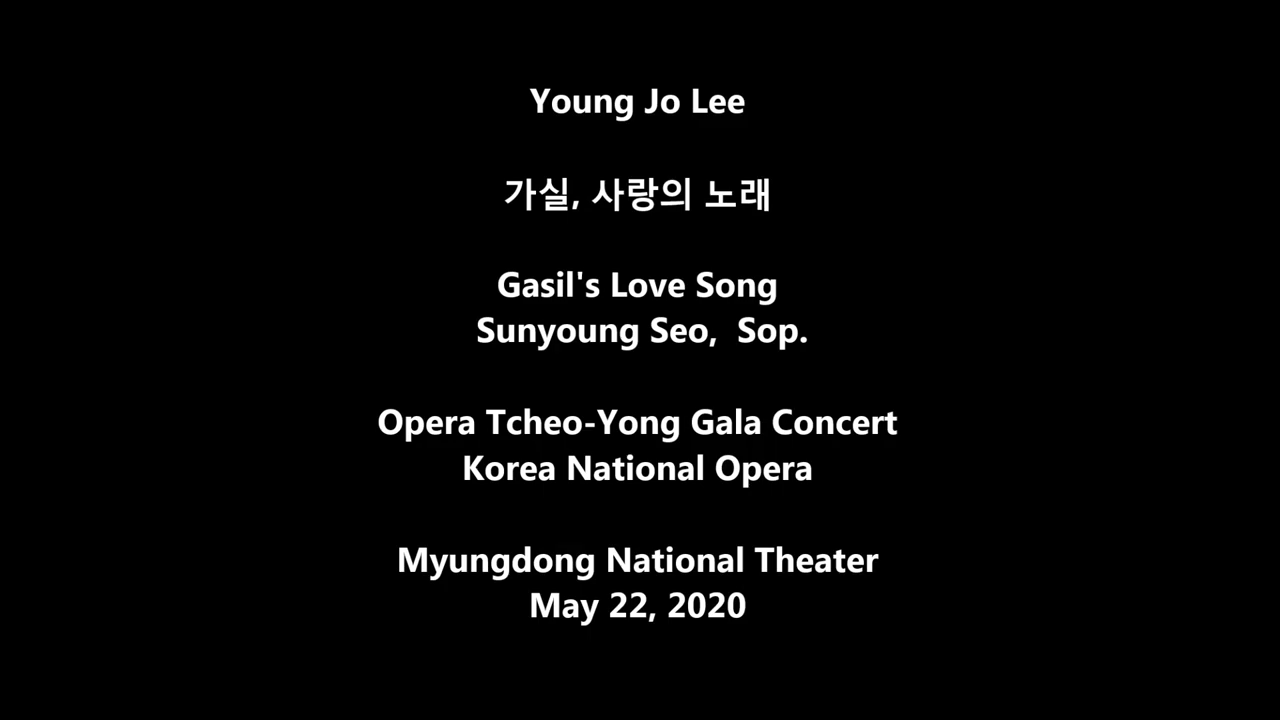 Young Jo Lee
가실, 사랑의 노래
Gasil's Love Song
Sunyoung Seo,  Sop.
Opera Tcheo-Yong Gala Concert
Korea National Opera
Myungdong National Theater
May 22, 2020